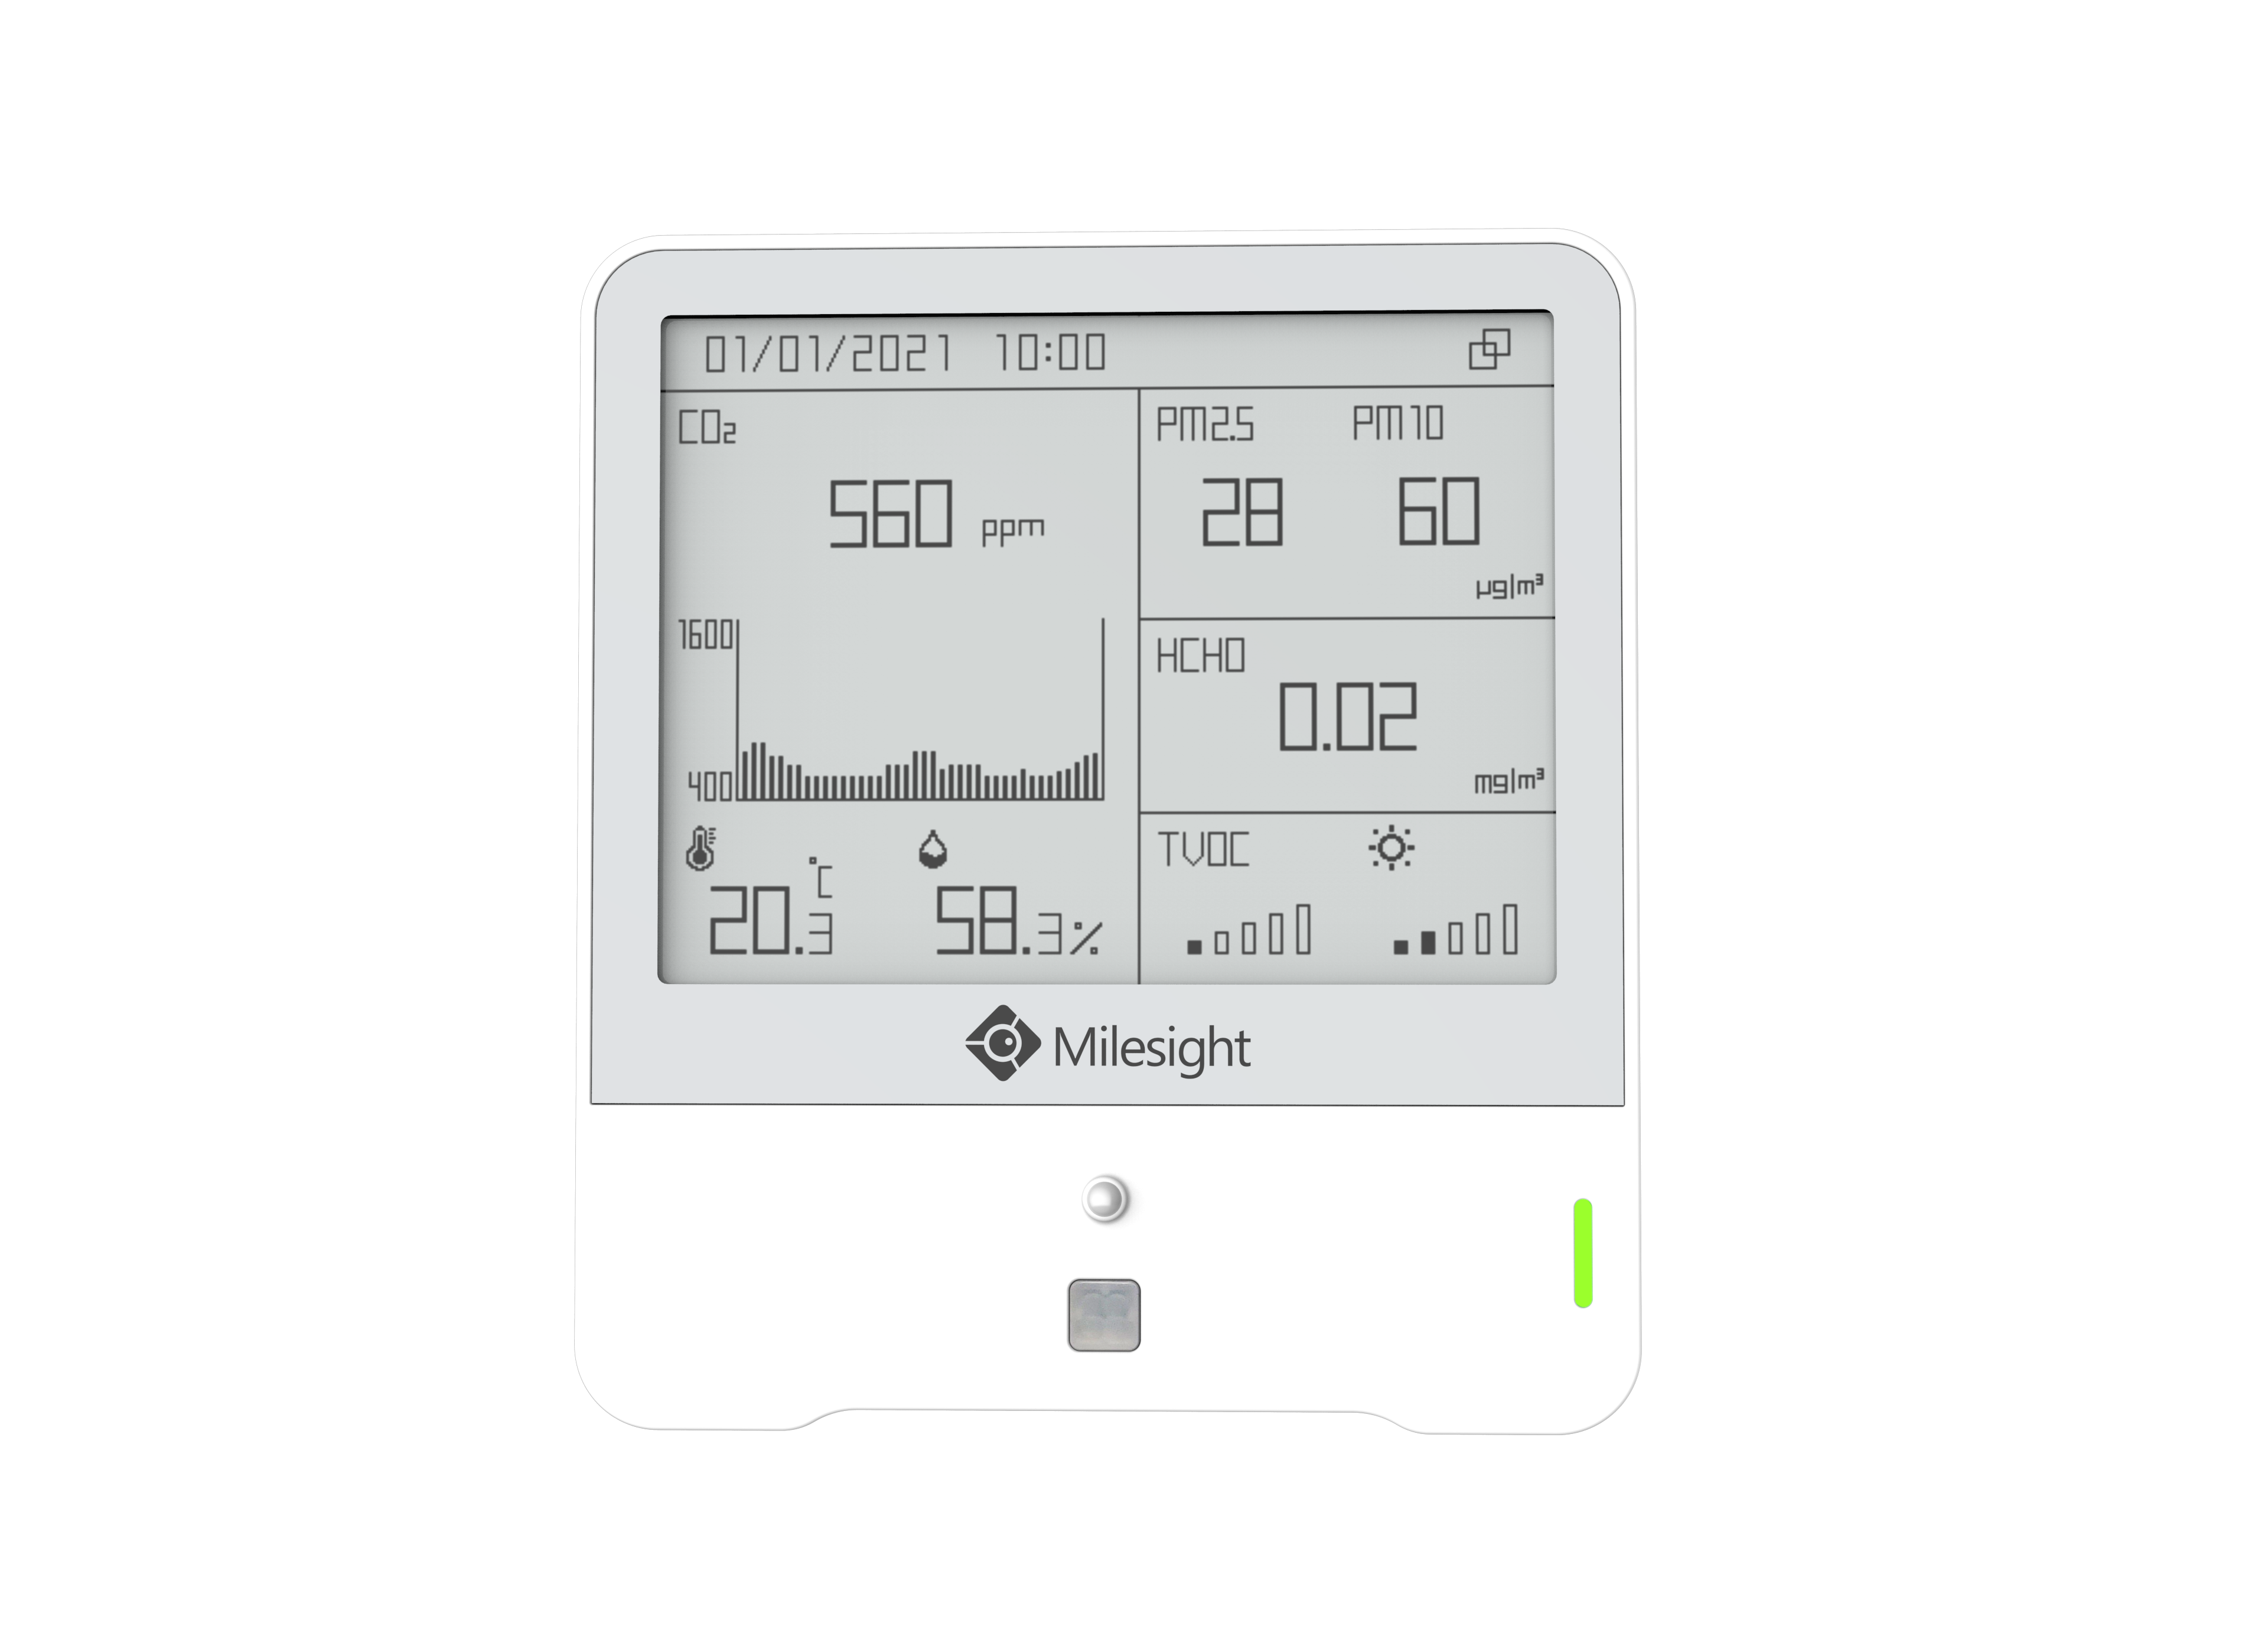 01/01/2021 10:00
CO₂
560 ppm
1600
400
20.3 °C
58.3%
PM2.5 PM10
28 60
µg/m³
HCHO
0.02
mg/m³
TVOC
Milesight